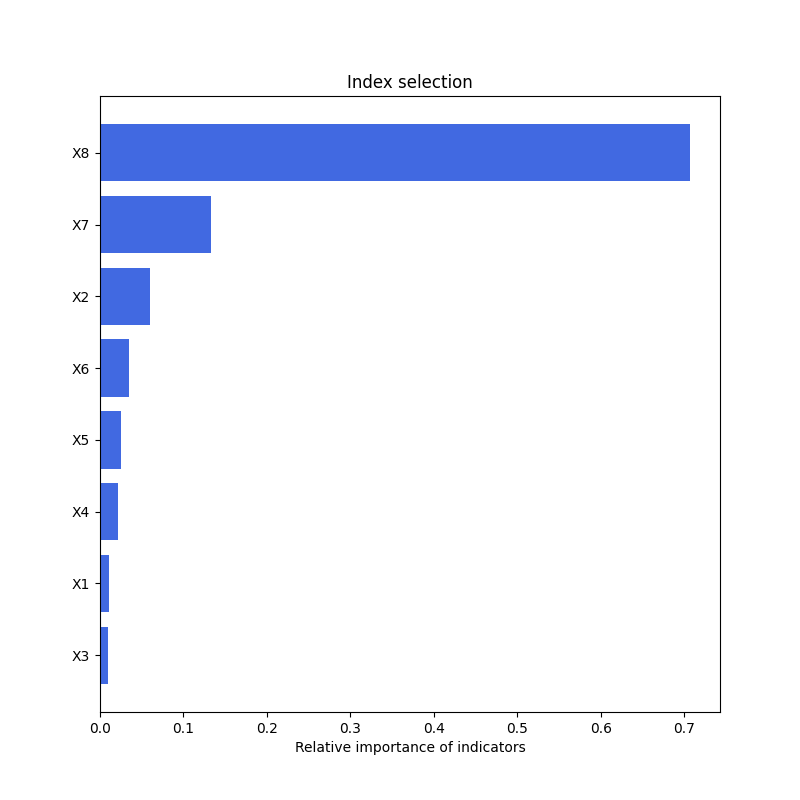 Index selection
X8
X7
X2
X6
X5
X4
X1
X3
0.0 0.1 0.2 0.3 0.4 0.5 0.6 0.7
Relative importance of indicators